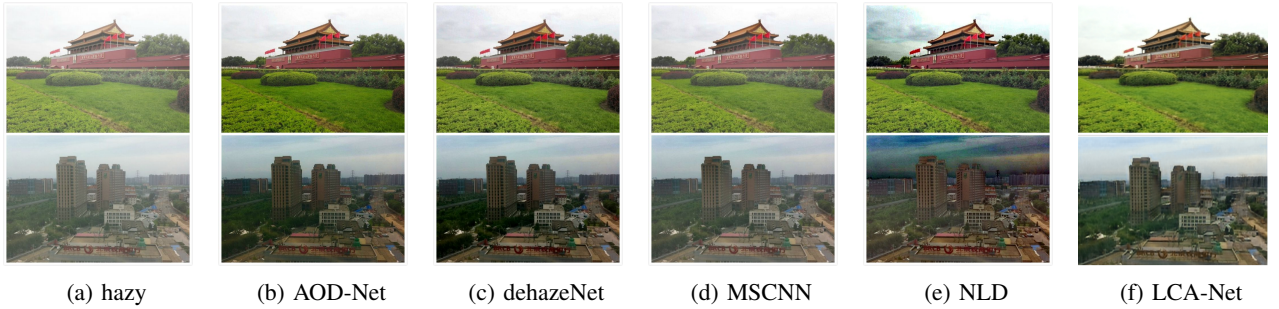 (a) hazy
(b) AOD-Net
(c) dehazeNet
(d) MSCNN
(e) NLD
(f) LCA-Net